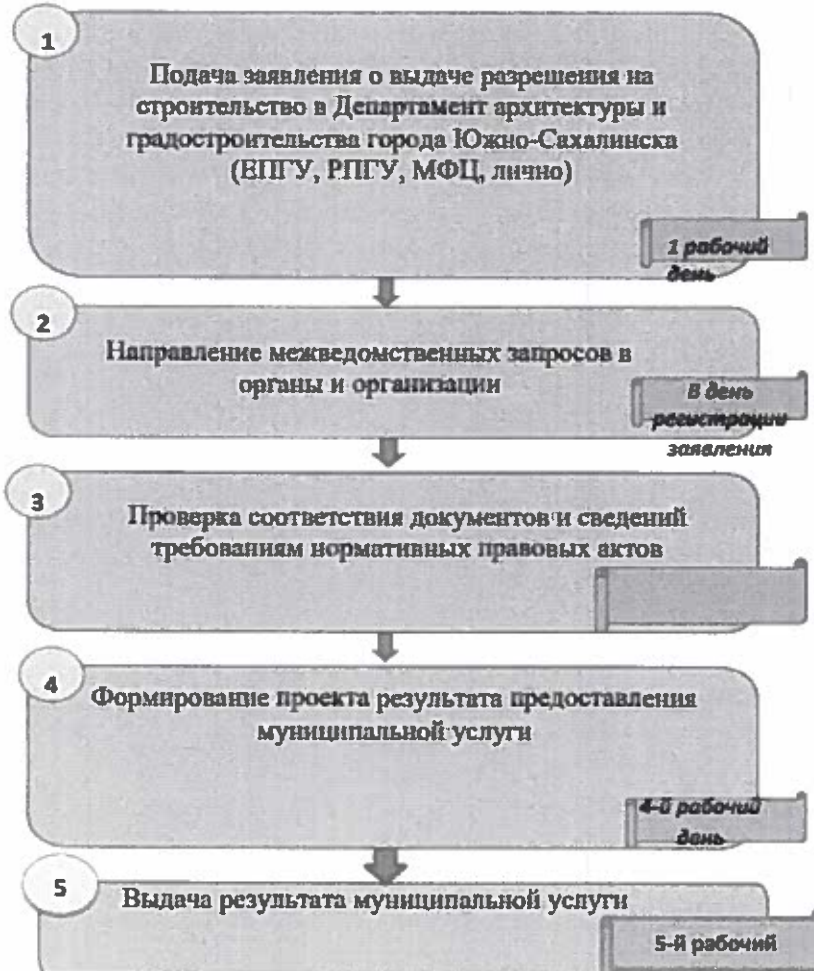 1
Подача заявления о выдаче разрешения на
строительство в Департамент архитектуры и
градостроительства города Южно-Сахалинска
(ЕПГУ, РПГУ, МФЦ, лично)
1 рабочий
день
2
Направление межведомственных запросов в
органы и организации
В день
регистрации
заявления
3
Проверка соответствия документов и сведений
требованиям нормативных правовых актов
4
Формирование проекта результата предоставления
муниципальной услуги
4-й рабочий
день
5
Выдача результата муниципальной услуги
5-й рабочий